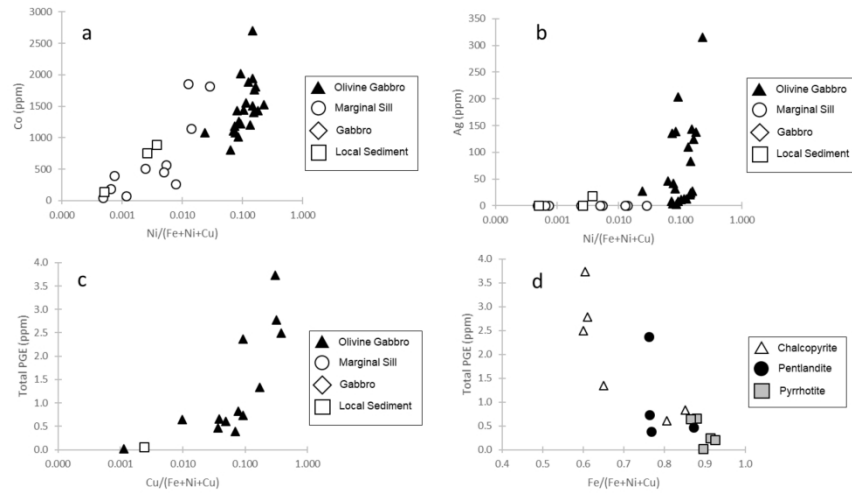 a
3000
2500
2000
1500
1000
500
0
Co (ppm)
0.000 0.001 0.010 0.100 1.000
Ni/(Fe+Ni+Cu)
Olivine Gabbro
Marginal Sill
Gabbro
Local Sediment
b
350
300
250
200
150
100
50
0
Ag (ppm)
0.000 0.001 0.010 0.100 1.000
Ni/(Fe+Ni+Cu)
Olivine Gabbro
Marginal Sill
Gabbro
Local Sediment
c
4.0
3.5
3.0
2.5
2.0
1.5
1.0
0.5
0.0
Total PGE (ppm)
0.000 0.001 0.010 0.100 1.000
Cu/(Fe+Ni+Cu)
Olivine Gabbro
Marginal Sill
Gabbro
Local Sediment
d
4.0
3.5
3.0
2.5
2.0
1.5
1.0
0.5
0.0
Total PGE (ppm)
0.4 0.5 0.6 0.7 0.8 0.9 1.0
Fe/(Fe+Ni+Cu)
Chalcopyrite
Pentlandite
Pyrrhotite